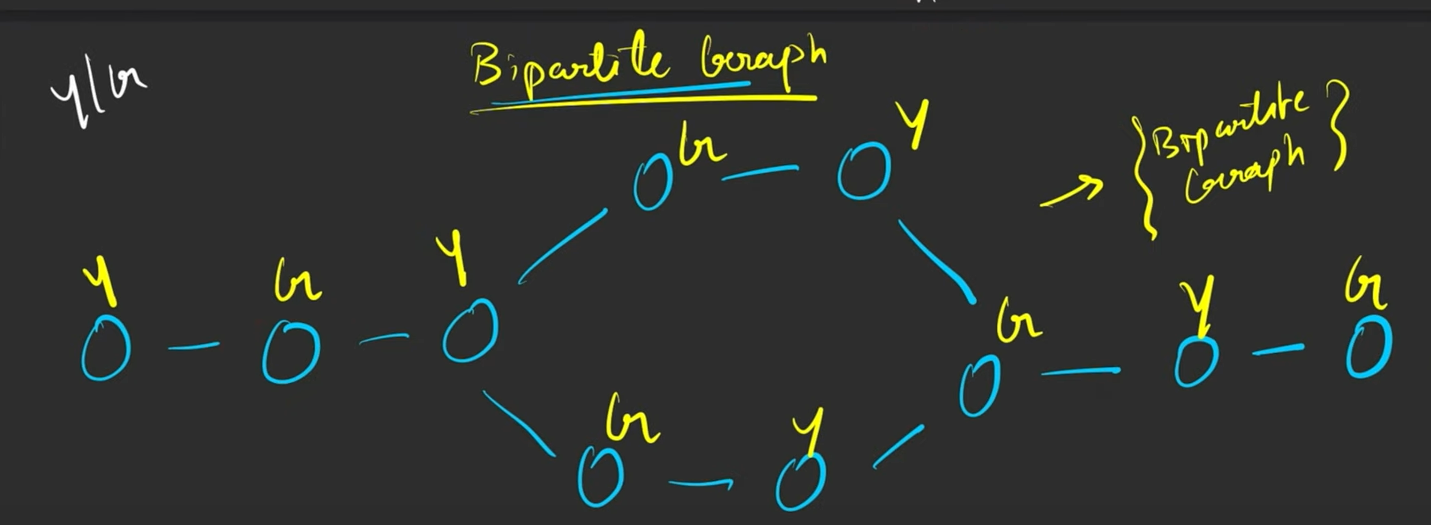 Y/G
Bipartite Graph
G Y
{Bipartite
Graph}
Y G Y
G Y G
G Y